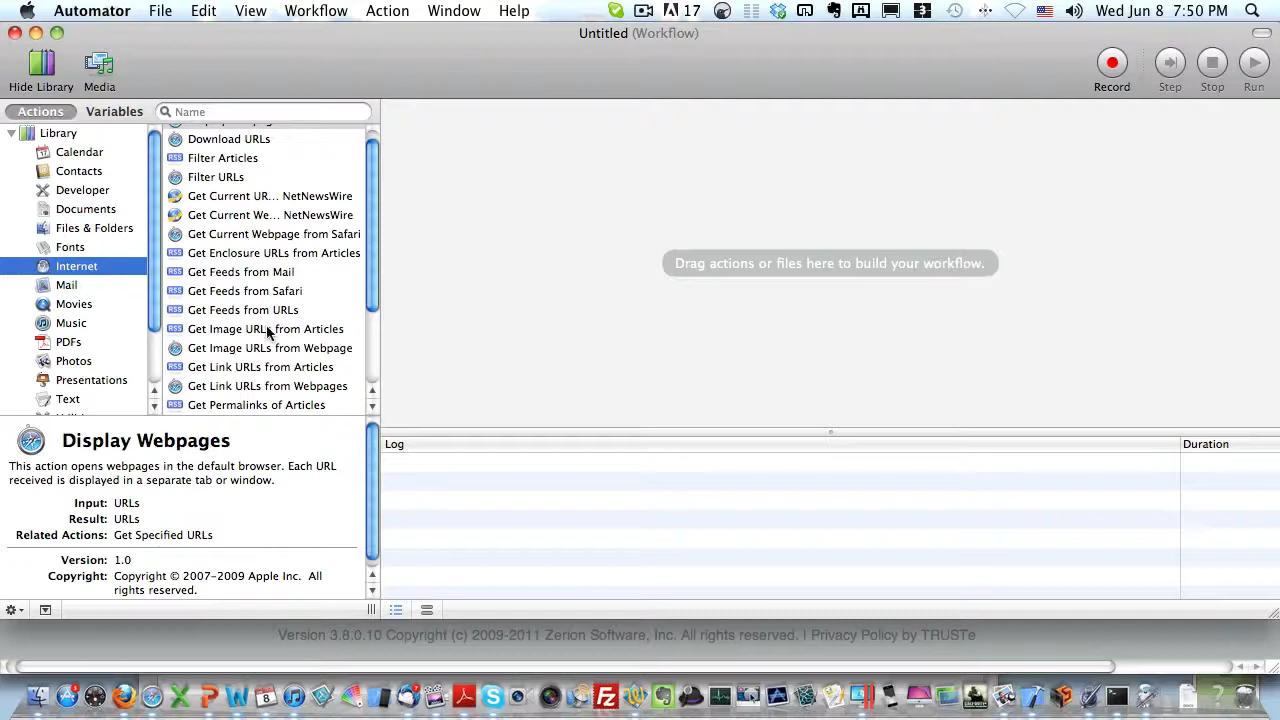 Automator File Edit View Workflow Action Window Help 17 Wed Jun 8 7:50 PM
Untitled (Workflow)
Hide Library Media Record Step Stop Run
Actions Variables Name
Library
Calendar
Contacts
Developer
Documents
Files & Folders
Fonts
Internet
Mail
Movies
Music
PDFs
Photos
Presentations
Text
Download URLs
RSS Filter Articles
Filter URLs
Get Current UR... NetNewsWire
Get Current We... NetNewsWire
Get Current Webpage from Safari
RSS Get Enclosure URLs from Articles
RSS Get Feeds from Mail
RSS Get Feeds from Safari
RSS Get Feeds from URLs
RSS Get Image URLs from Articles
Get Image URLs from Webpage
RSS Get Link URLs from Articles
Get Link URLs from Webpages
RSS Get Permalinks of Articles
Drag actions or files here to build your workflow.
Log Duration
Display Webpages
This action opens webpages in the default browser. Each URL
received is displayed in a separate tab or window.
Input: URLs
Result: URLs
Related Actions: Get Specified URLs
Version: 1.0
Copyright: Copyright © 2007-2009 Apple Inc. All
rights reserved.
Version 3.8.0.10 Copyright (c) 2009-2011 Zerion Software, Inc. All rights reserved. | Privacy Policy by TRUSTe